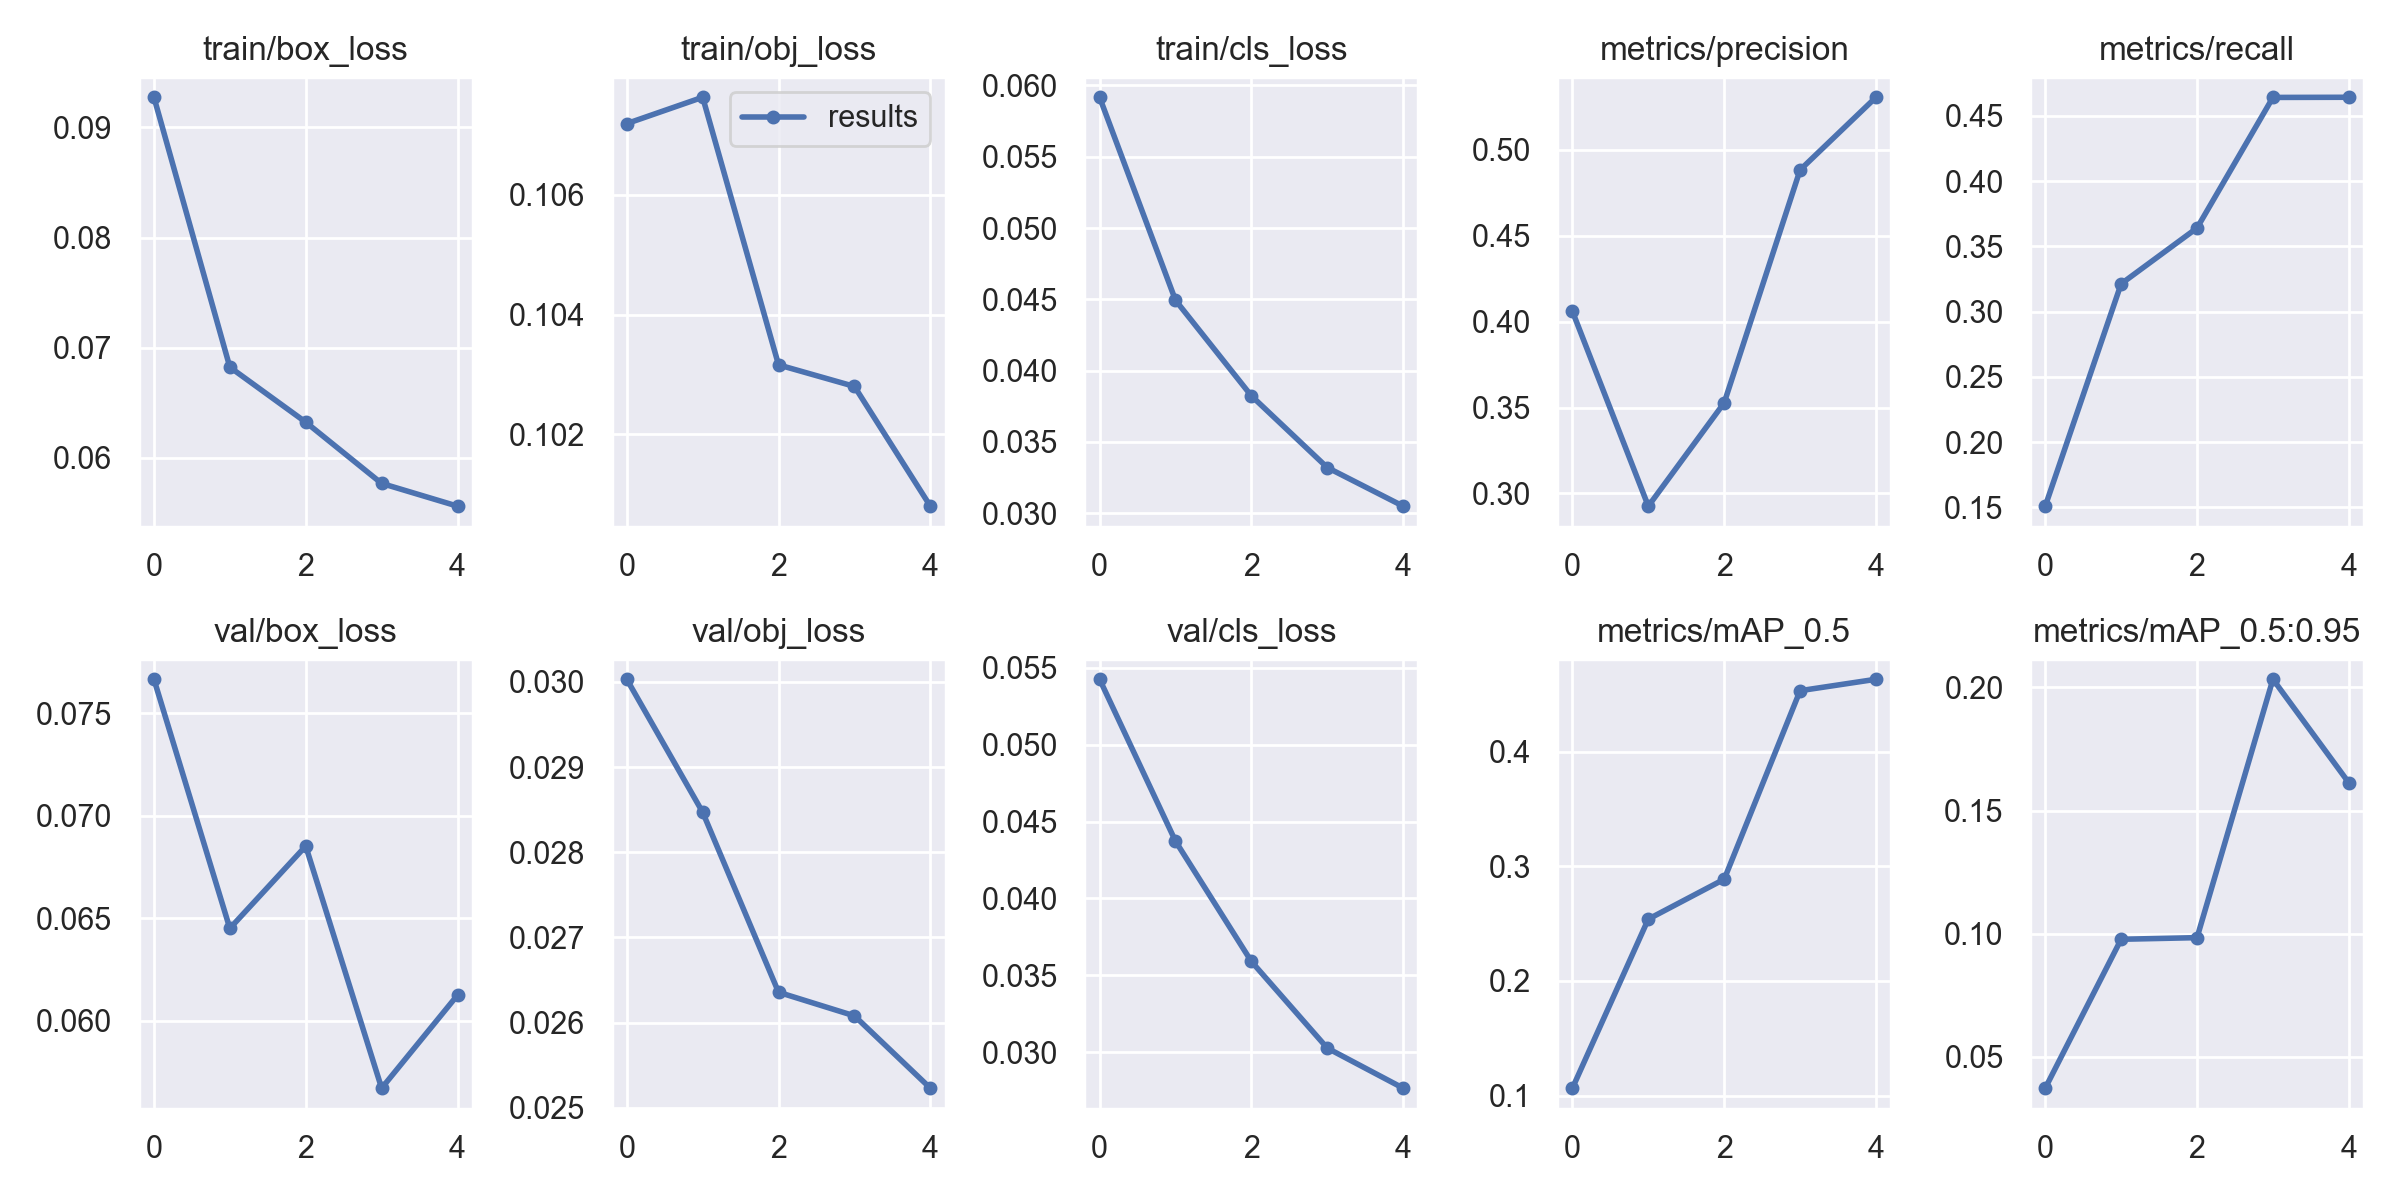 train/box_loss
0.09
0.08
0.07
0.06
0 2 4
train/obj_loss
results
0.106
0.104
0.102
0 2 4
train/cls_loss
0.060
0.055
0.050
0.045
0.040
0.035
0.030
0 2 4
metrics/precision
0.50
0.45
0.40
0.35
0.30
0 2 4
metrics/recall
0.45
0.40
0.35
0.30
0.25
0.20
0.15
0 2 4
val/box_loss
0.075
0.070
0.065
0.060
0 2 4
val/obj_loss
0.030
0.029
0.028
0.027
0.026
0.025
0 2 4
val/cls_loss
0.055
0.050
0.045
0.040
0.035
0.030
0 2 4
metrics/mAP_0.5
0.4
0.3
0.2
0.1
0 2 4
metrics/mAP_0.5:0.95
0.20
0.15
0.10
0.05
0 2 4